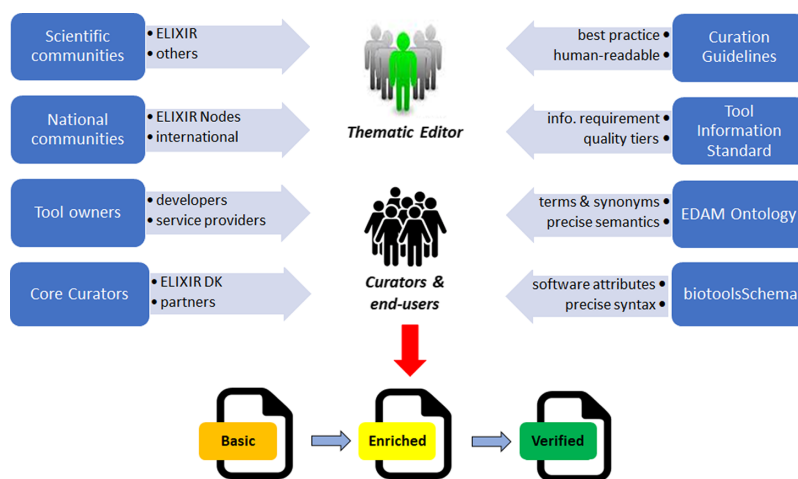 Scientific
communities
• ELIXIR
• others
best practice •
human-readable •
Curation
Guidelines
Thematic Editor
National
communities
• ELIXIR Nodes
• international
info. requirement •
quality tiers •
Tool
Information
Standard
Tool owners
• developers
• service providers
terms & synonyms •
precise semantics •
EDAM Ontology
Curators &
end-users
Core Curators
• ELIXIR DK
• partners
software attributes •
precise syntax •
biotoolsSchema
Basic
Enriched
Verified